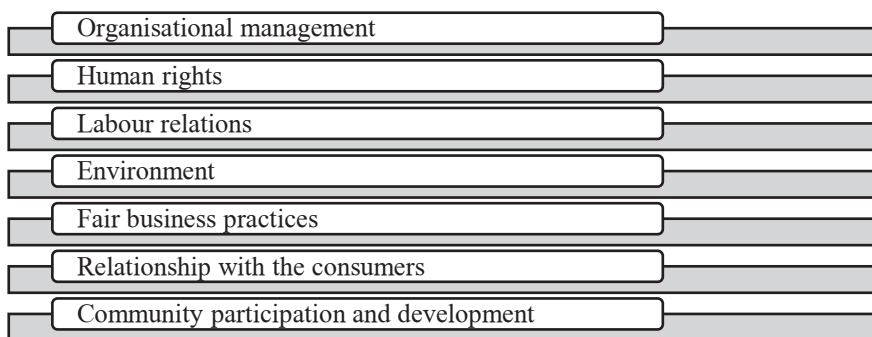 Organisational management
Human rights
Labour relations
Environment
Fair business practices
Relationship with the consumers
Community participation and development